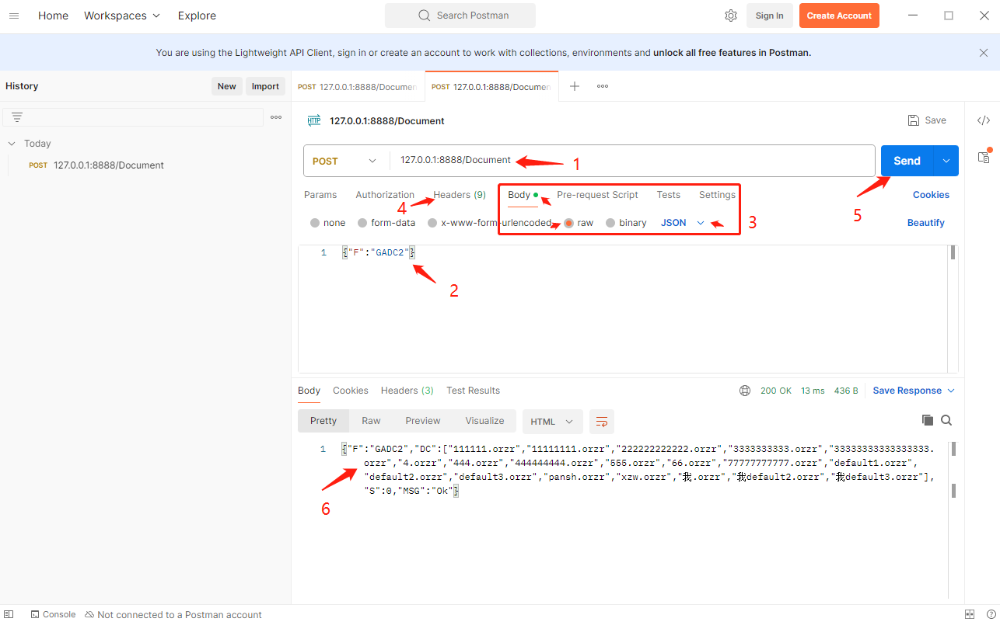 Home Workspaces Explore Search Postman Sign In Create Account
You are using the Lightweight API Client, sign in or create an account to work with collections, environments and unlock all free features in Postman.
History New Import POST 127.0.0.1:8888/Documen POST 127.0.0.1:8888/Documen
HTTP 127.0.0.1:8888/Document Save
Today
POST 127.0.0.1:8888/Document
POST 127.0.0.1:8888/Document 1 Send
Params Authorization Headers (9) Body Pre-request Script Tests Settings Cookies
4 5
none form-data x-www-form-urlencoded raw binary JSON 3 Beautify
1 {"F":"GADC2"}
2
Body Cookies Headers (3) Test Results 200 OK 13 ms 436 B Save Response
Pretty Raw Preview Visualize HTML
1 {"F":"GADC2","DC":["111111.orzr","11111111.orzr","222222222222.orzr","3333333333.orzr","33333333333333333.
orzr","4.orzr","444.orzr","444444444.orzr","555.orzr","66.orzr","77777777777.orzr","default1.orzr",
"default2.orzr","default3.orzr","pansh.orzr","xzw.orzr","我.orzr","我default2.orzr","我default3.orzr"],
"S":0,"MSG":"Ok"}
6
Console Not connected to a Postman account